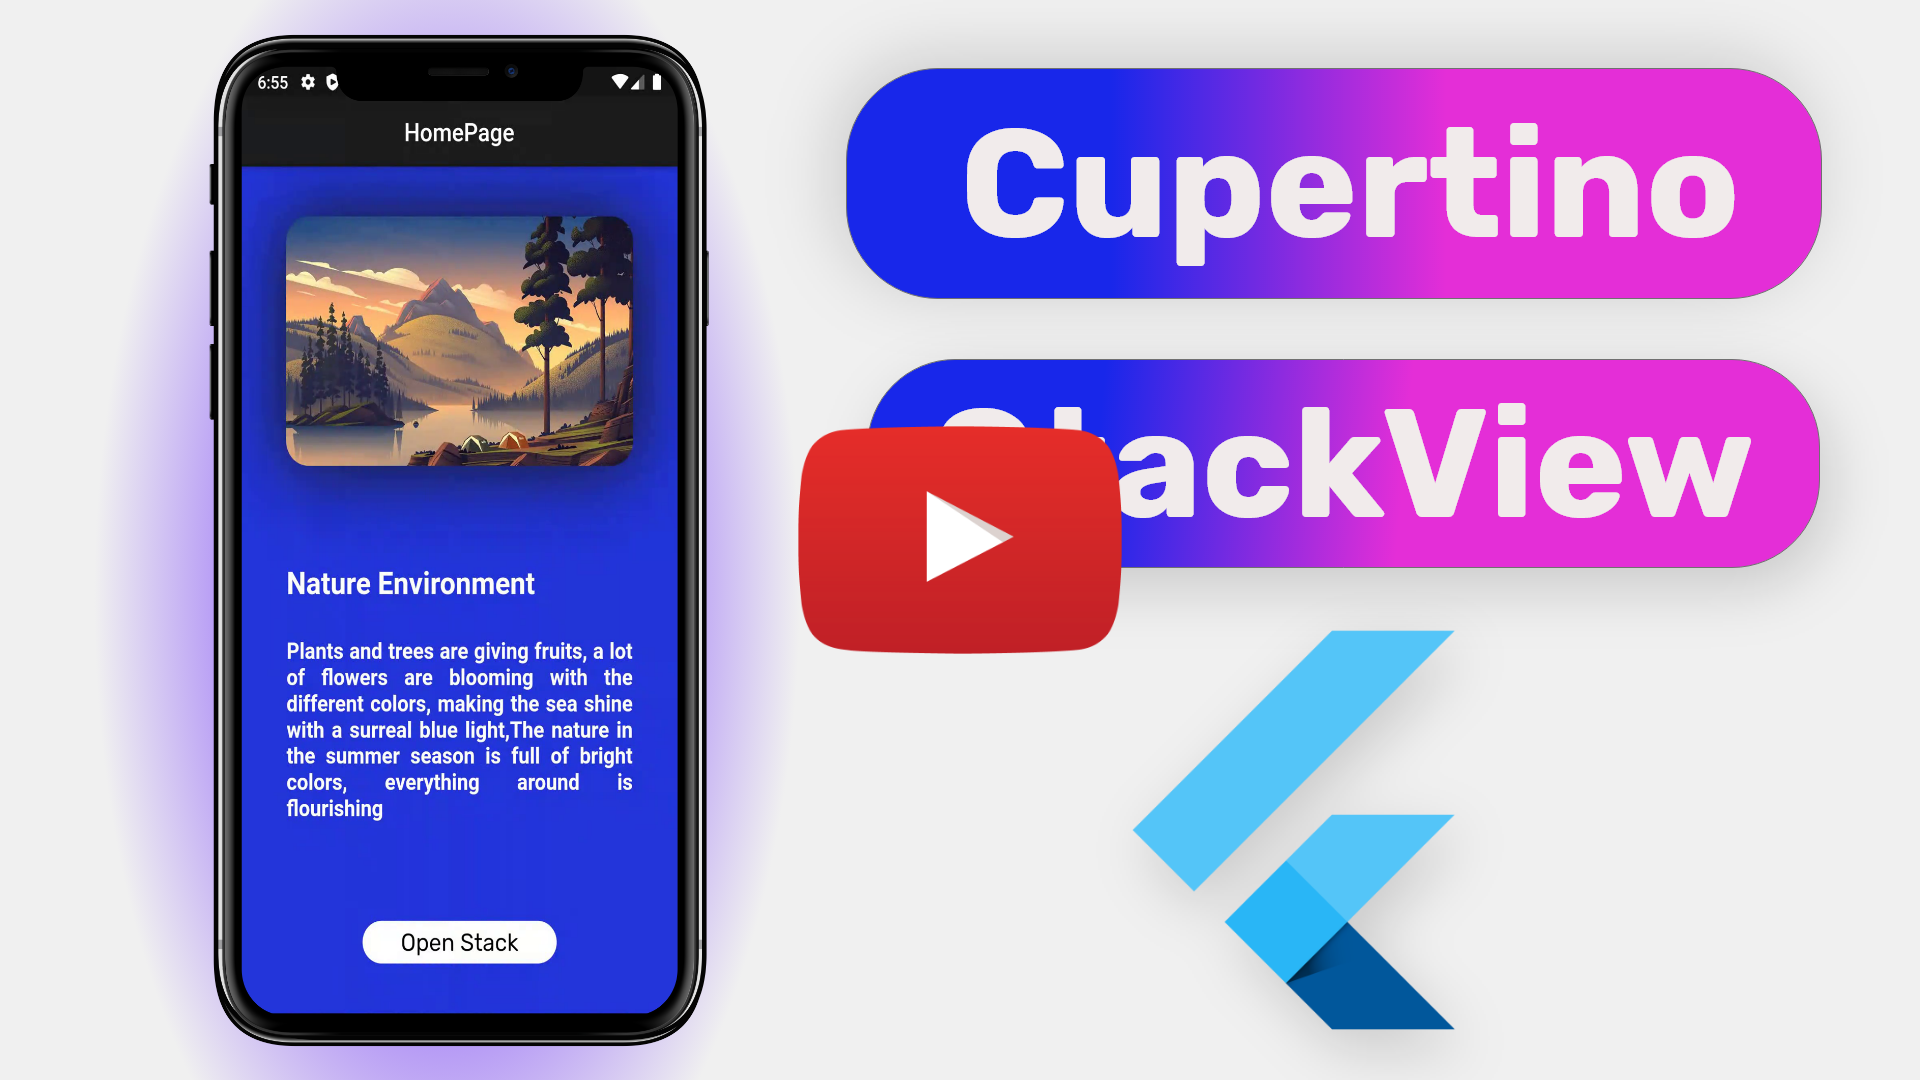 6:55
HomePage
Nature Environment
Plants and trees are giving fruits, a lot
of flowers are blooming with the
different colors, making the sea shine
with a surreal blue light,The nature in
the summer season is full of bright
colors, everything around is
flourishing
Open Stack
Cupertino
StackView